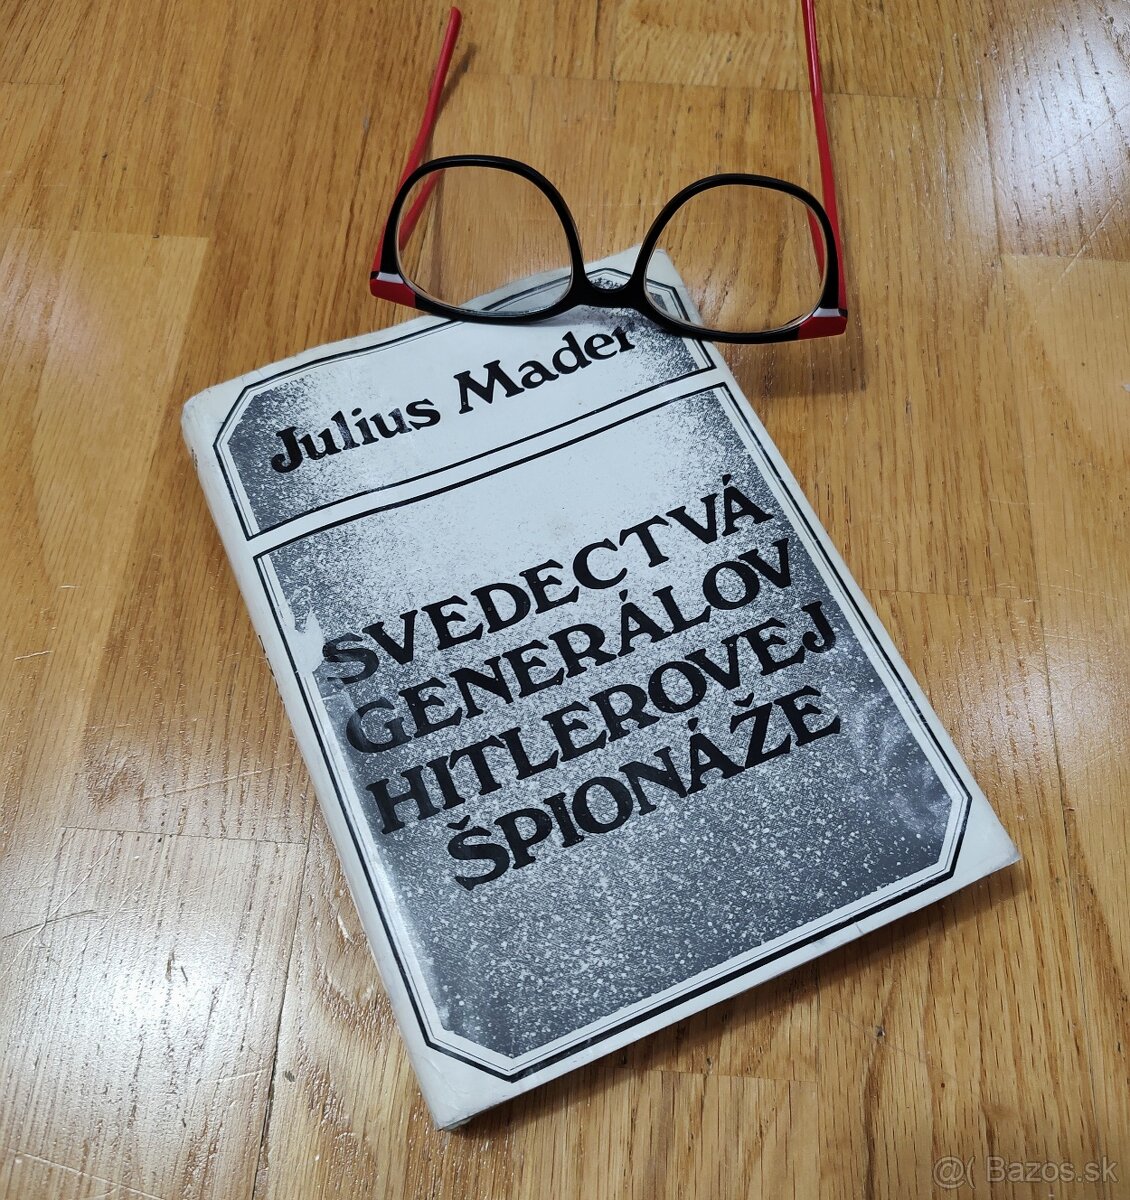 Julius Mader
SVEDECTVÁ
GENERÁLOV
HITLEROVEJ
ŠPIONÁŽE
@( Bazos.sk